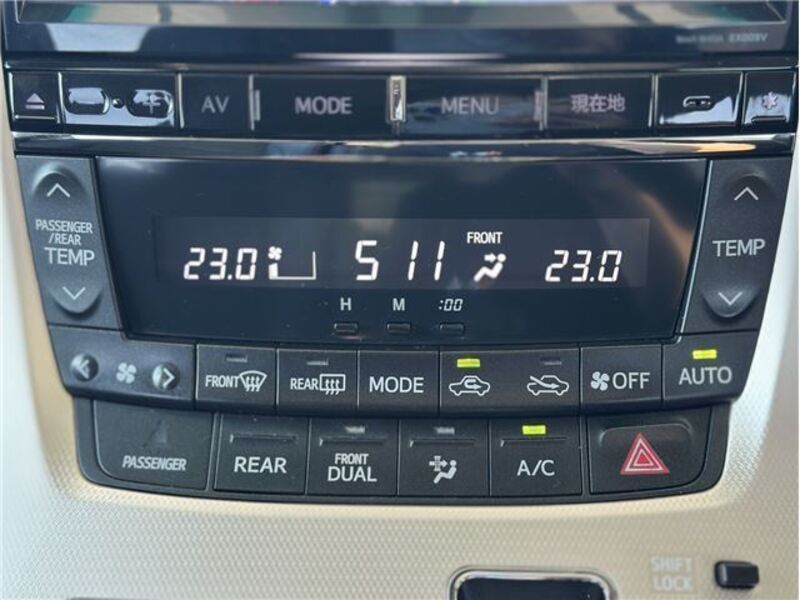 EX009V
AV MODE MENU 現在地
PASSENGER
/REAR
TEMP
23.0 5 11 FRONT 23.0
TEMP
H M :00
FRONT REAR MODE OFF AUTO
PASSENGER REAR FRONT
DUAL A/C
SHIFT
LOCK